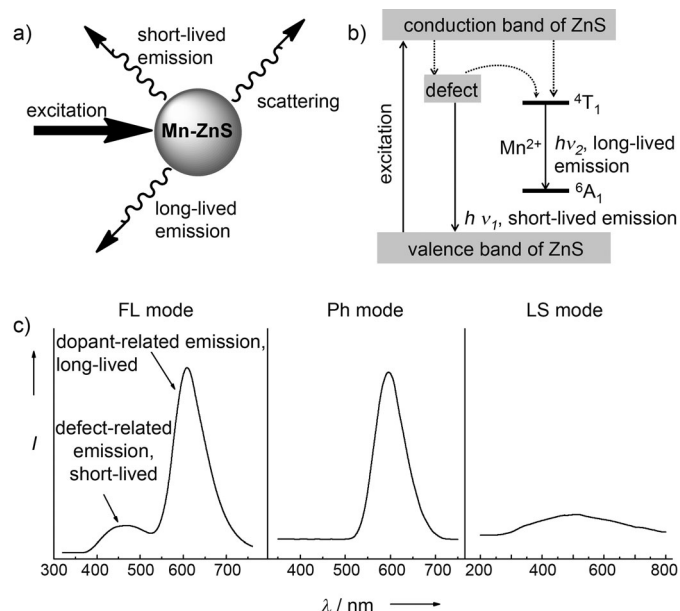 a)
short-lived
emission
excitation
scattering
Mn-ZnS
long-lived
emission
b)
conduction band of ZnS
defect
⁴T₁
excitation
Mn²⁺
hν₂, long-lived
emission
⁶A₁
h ν₁, short-lived emission
valence band of ZnS
c)
FL mode
Ph mode
LS mode
dopant-related emission,
long-lived
defect-related
emission,
short-lived
I
300 400 500 600 700
400 500 600 700
200 400 600 800
λ / nm